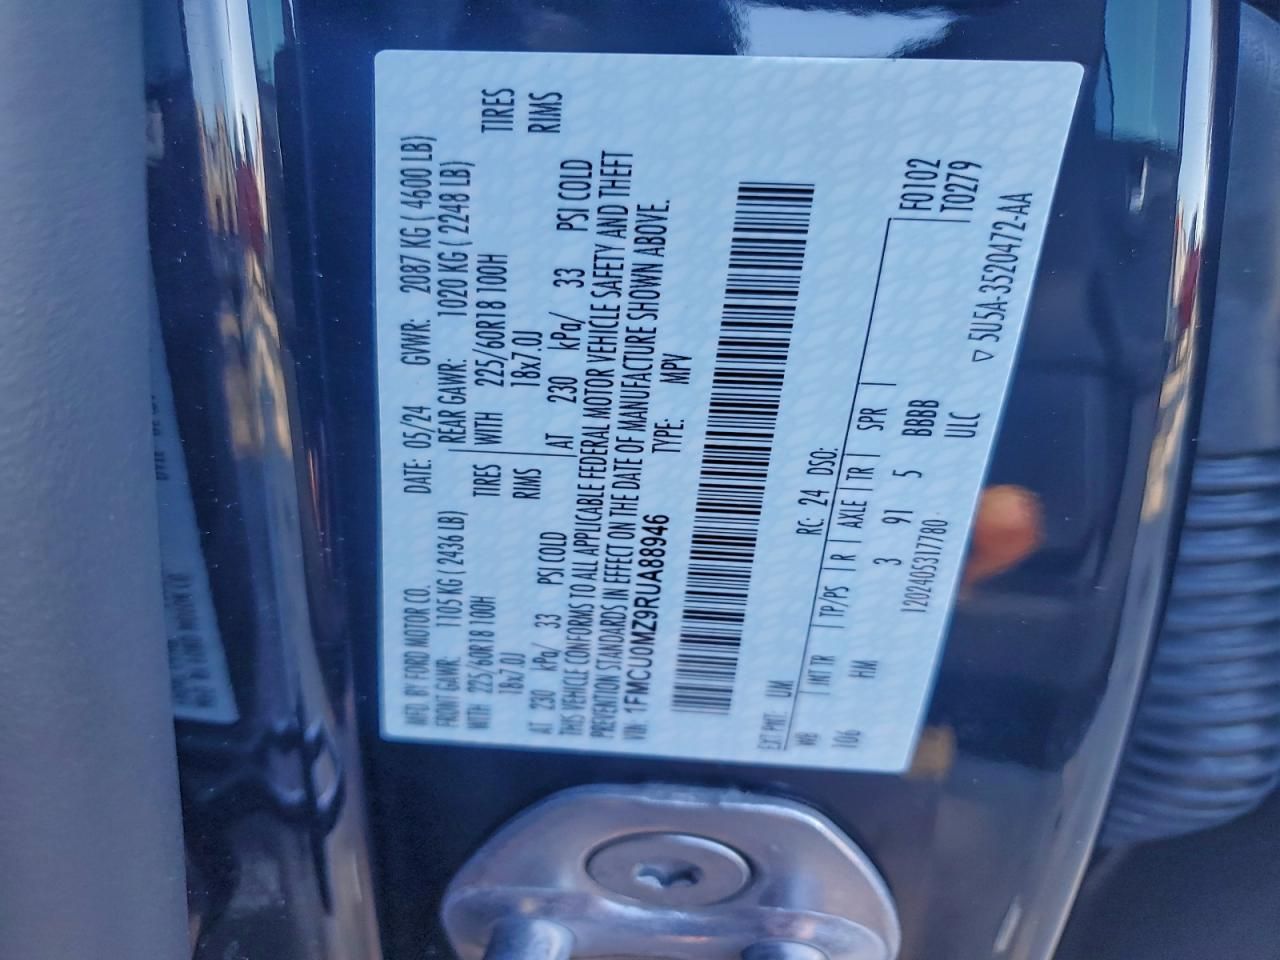 MFD. BY FORD MOTOR CO. DATE: 05/24 GVWR: 2087 KG ( 4600 LB)
FRONT GAWR: 1105 KG ( 2436 LB) REAR GAWR: 1020 KG ( 2248 LB)
WITH 225/60R18 100H TIRES WITH 225/60R18 100H TIRES
18x7.0J RIMS 18x7.0J RIMS
AT 230 kPa/ 33 PSI COLD AT 230 kPa/ 33 PSI COLD
THIS VEHICLE CONFORMS TO ALL APPLICABLE FEDERAL MOTOR VEHICLE SAFETY AND THEFT
PREVENTION STANDARDS IN EFFECT ON THE DATE OF MANUFACTURE SHOWN ABOVE.
VIN: 1FMCU0MZ9RUA88946 TYPE: MPV
EXT PNT: UN RC: 24 DSO:
WB INT TR TP/PS R AXLE TR SPR F0102
106 HN 3 91 5 BBBB T0279
120240531778​0 ULC
▽ 5U5A-3520472-AA